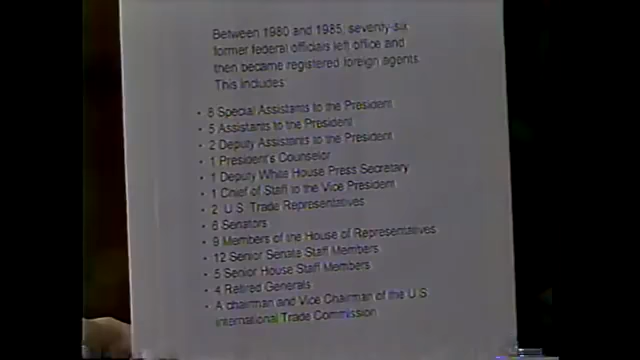 Between 1980 and 1985, seventy-six
former federal officials left office and
then became registered foreign agents.
This includes:
• 8 Special Assistants to the President
• 5 Assistants to the President
• 2 Deputy Assistants to the President
• 1 President's Counselor
• 1 Deputy White House Press Secretary
• 1 Chief of Staff to the Vice President
• 2 U.S. Trade Representatives
• 6 Senators
• 9 Members of the House of Representatives
• 12 Senior Senate Staff Members
• 5 Senior House Staff Members
• 4 Retired Generals
• A chairman and Vice Chairman of the U.S.
International Trade Commission